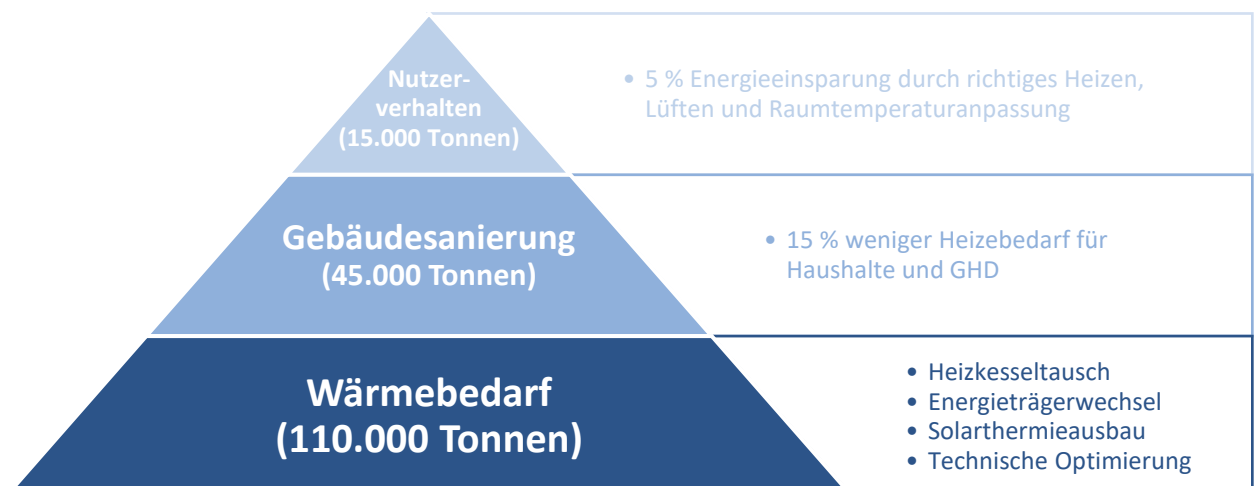 Nutzer-
verhalten
(15.000 Tonnen)
• 5 % Energieeinsparung durch richtiges Heizen,
Lüften und Raumtemperaturanpassung
Gebäudesanierung
(45.000 Tonnen)
• 15 % weniger Heizebedarf für
Haushalte und GHD
Wärmebedarf
(110.000 Tonnen)
• Heizkesseltausch
• Energieträgerwechsel
• Solarthermieausbau
• Technische Optimierung